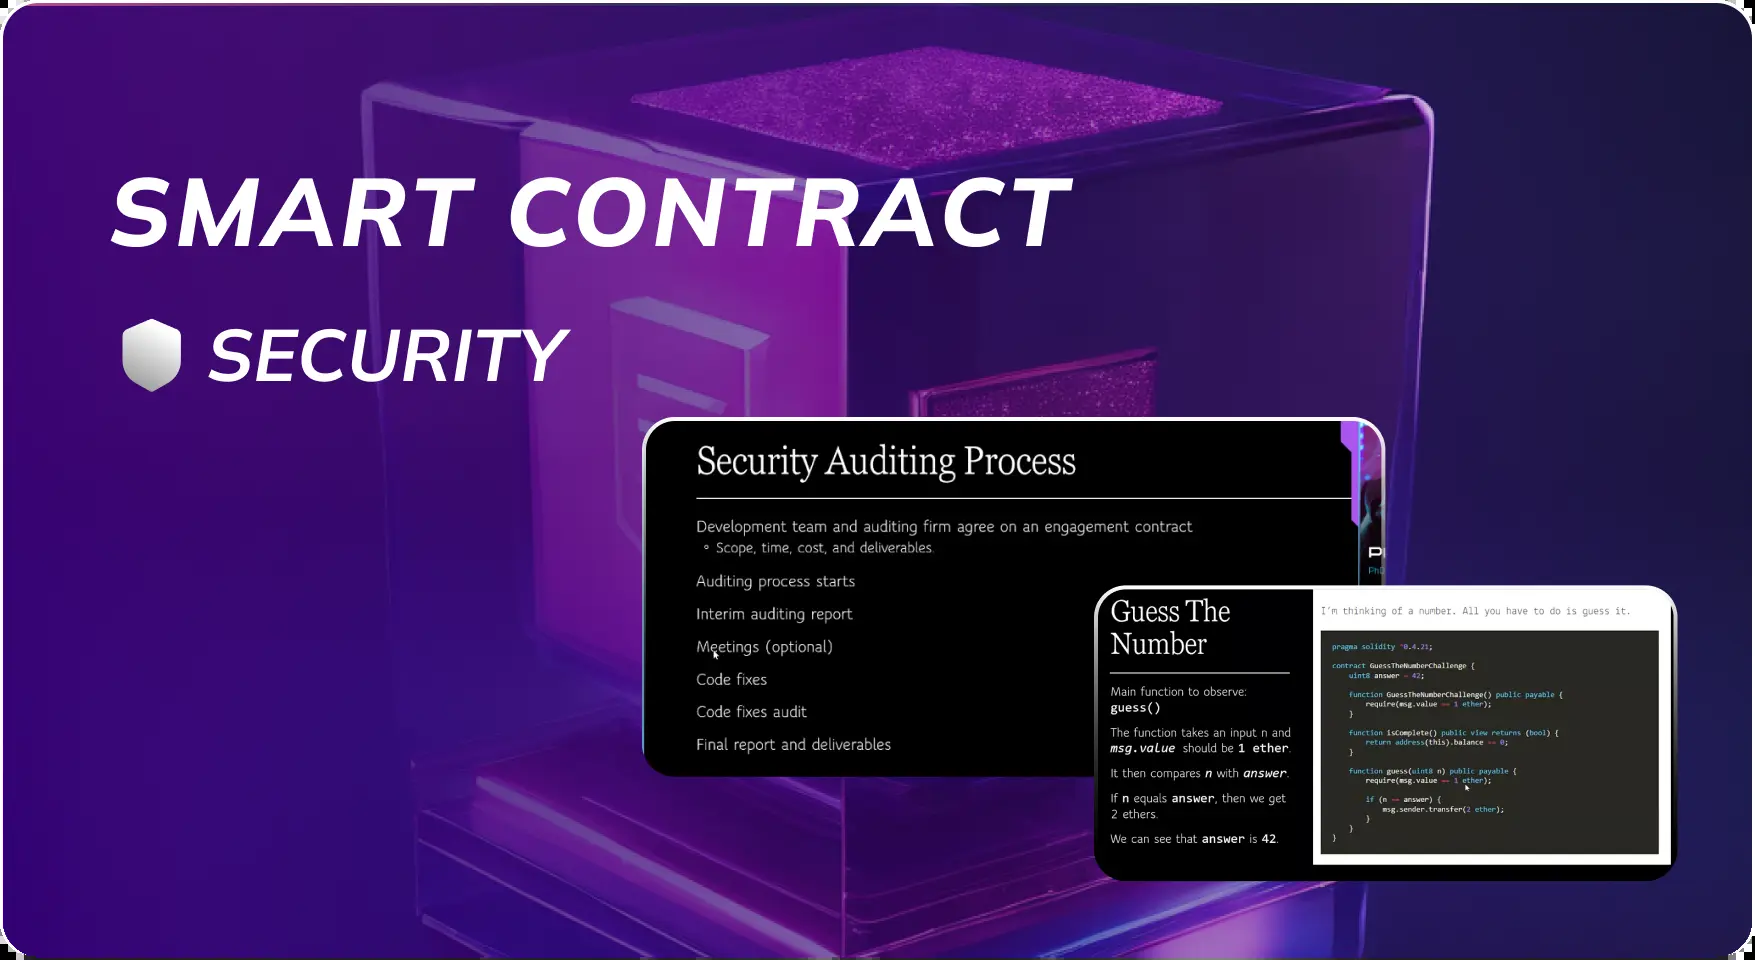 SMART CONTRACT
SECURITY
Security Auditing Process
Development team and auditing firm agree on an engagement contract
Scope, time, cost, and deliverables.
Auditing process starts
Interim auditing report
Meetings (optional)
Code fixes
Code fixes audit
Final report and deliverables
PhD
Guess The
Number
Main function to observe:
guess()
The function takes an input n and
msg.value should be 1 ether.
It then compares n with answer.
If n equals answer, then we get
2 ethers.
We can see that answer is 42.
I'm thinking of a number. All you have to do is guess it.
pragma solidity ^0.4.21;
contract GuessTheNumberChallenge {
uint8 answer = 42;
function GuessTheNumberChallenge() public payable {
require(msg.value == 1 ether);
}
function isComplete() public view returns (bool) {
return address(this).balance == 0;
}
function guess(uint8 n) public payable {
require(msg.value == 1 ether);
if (n == answer) {
msg.sender.transfer(2 ether);
}
}
}